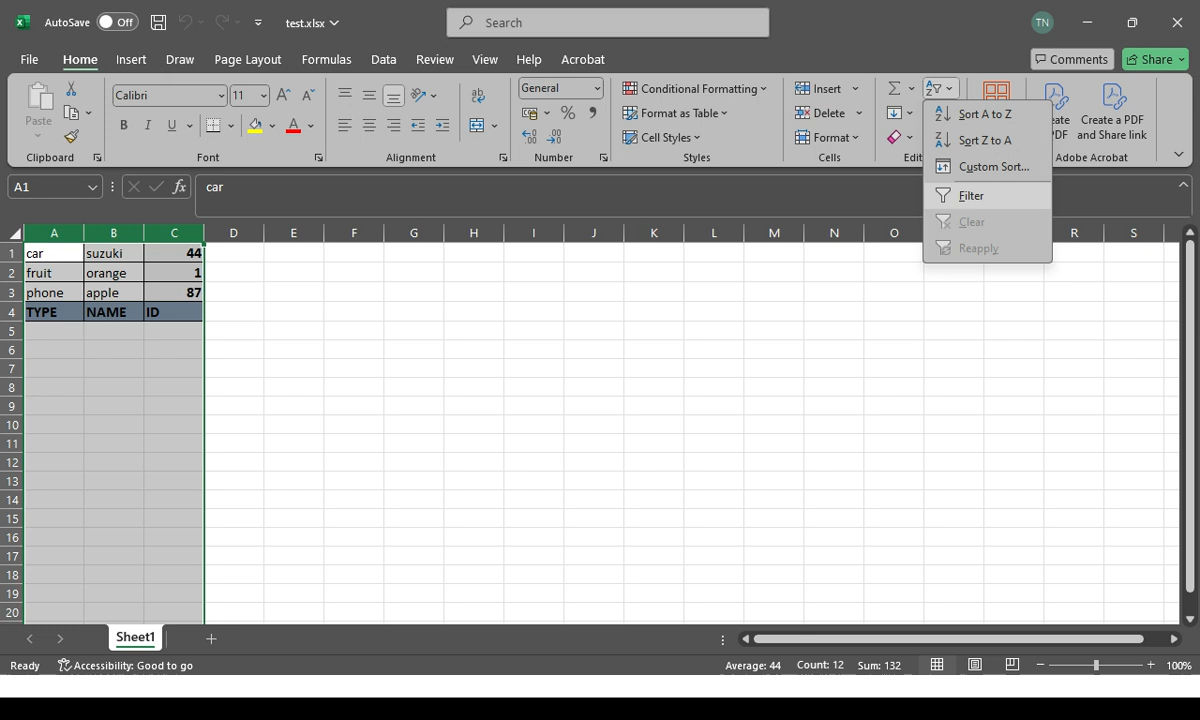 AutoSave Off test.xlsx Search TN
File Home Insert Draw Page Layout Formulas Data Review View Help Acrobat Comments Share
Paste Calibri 11 General Conditional Formatting Insert
Format as Table Delete
B I U Cell Styles Format
Clipboard Font Alignment Number Styles Cells Edit Adobe Acrobat
Create a PDF
and Share link
eate
DF
Sort A to Z
Sort Z to A
Custom Sort...
Filter
Clear
Reapply
A1 fx car
A B C D E F G H I J K L M N O R S
1 car suzuki 44
2 fruit orange 1
3 phone apple 87
4 TYPE NAME ID
5
6
7
8
9
10
11
12
13
14
15
16
17
18
19
20
Sheet1
Ready Accessibility: Good to go Average: 44 Count: 12 Sum: 132 100%